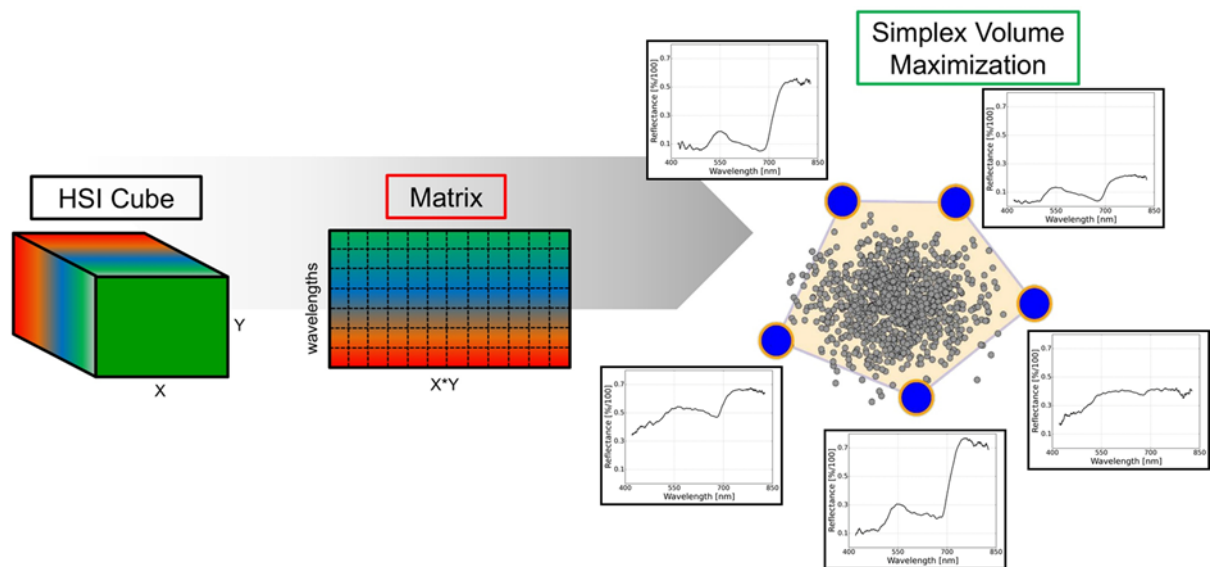 Simplex Volume
Maximization
HSI Cube
Matrix
Y
X
wavelengths
X*Y
Reflectance [%/100]
0.7
0.5
0.3
0.1
400 550 700 850
Wavelength [nm]
Reflectance [%/100]
0.7
0.5
0.3
0.1
400 550 700 850
Wavelength [nm]
Reflectance [%/100]
0.7
0.5
0.3
0.1
400 550 700 850
Wavelength [nm]
Reflectance [%/100]
0.7
0.5
0.3
0.1
400 550 700 850
Wavelength [nm]
Reflectance [%/100]
0.7
0.5
0.3
0.1
400 550 700 850
Wavelength [nm]